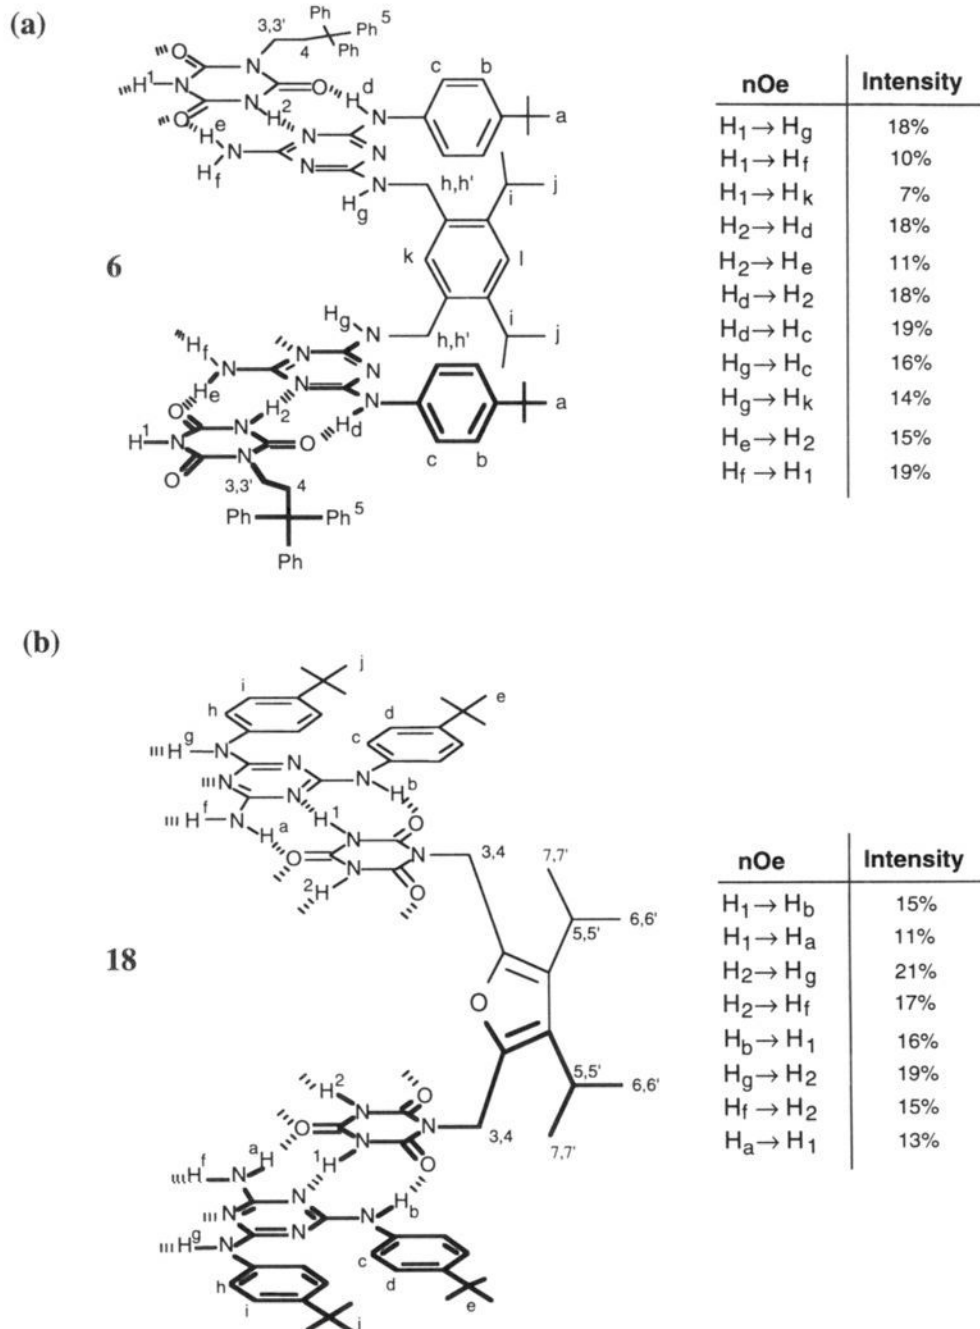 (a)
3,3'
4
Ph
Ph
Ph
5
O
N
O
H 1
N
N
H 2
O
H d
N
c
b
a
H e
N
N
N
N
H f
N
N
H g
h,h'
i
j
k
l
6
H g
N
h,h'
i
j
H f
N
N
N
N
H e
N
N
H d
a
c
b
O
H 2
H 1
N
N
O
N
O
3,3'
4
Ph
Ph
5
Ph
nOe Intensity
H1→ Hg 18%
H1→ Hf 10%
H1→ Hk 7%
H2→ Hd 18%
H2→ He 11%
Hd→ H2 18%
Hd→ Hc 19%
Hg→ Hc 16%
Hg→ Hk 14%
He→ H2 15%
Hf→ H1 19%
(b)
j
i
h
e
d
c
g
H
N
N
N
N
N
H b
f
H
N
H a
H 1
N
O
O
N
3,4
H 2
N
O
7,7'
6,6'
5,5'
18
O
H 2
O
5,5'
6,6'
O
N
N
3,4
7,7'
H a
H 1
N
O
f
H
N
N
H b
N
N
N
g
H
N
h
i
j
c
d
e
nOe Intensity
H1→ Hb 15%
H1→ Ha 11%
H2→ Hg 21%
H2→ Hf 17%
Hb→ H1 16%
Hg→ H2 19%
Hf→ H2 15%
Ha→ H1 13%